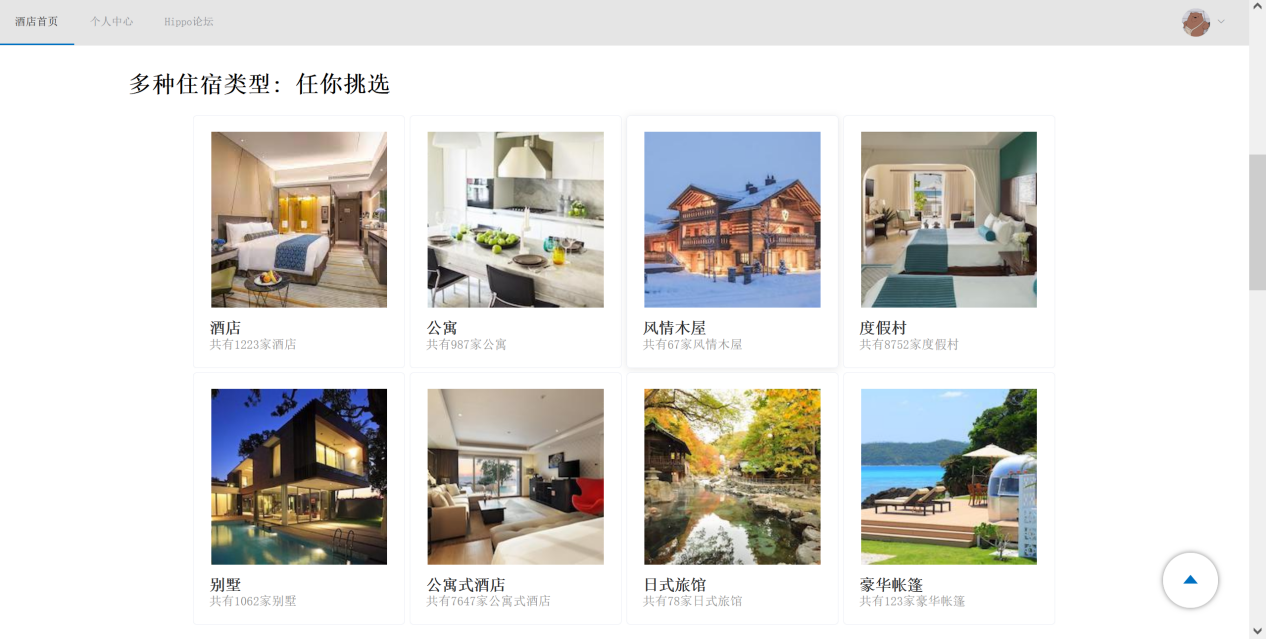 酒店首页 个人中心 Hippo论坛
多种住宿类型：任你挑选
酒店
共有1223家酒店
公寓
共有987家公寓
风情木屋
共有67家风情木屋
度假村
共有8752家度假村
别墅
共有1062家别墅
公寓式酒店
共有7647家公寓式酒店
日式旅馆
共有78家日式旅馆
豪华帐篷
共有123家豪华帐篷